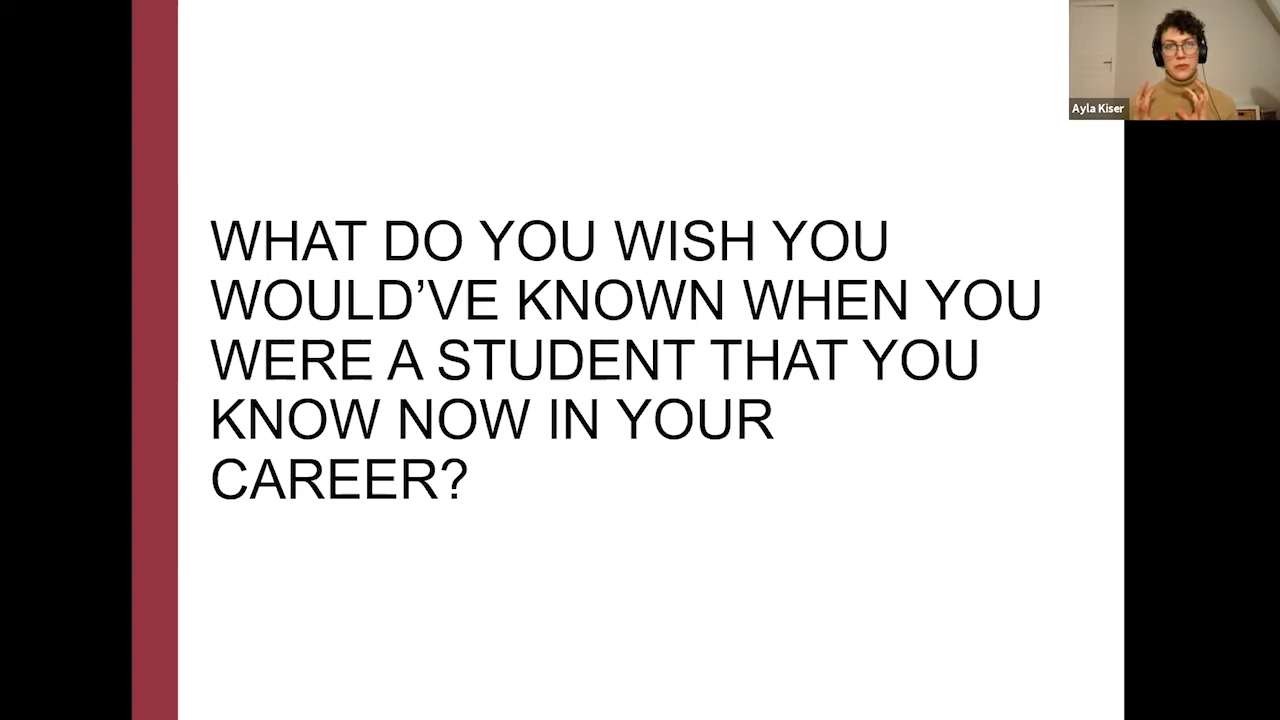 Ayla Kiser
WHAT DO YOU WISH YOU
WOULD’VE KNOWN WHEN YOU
WERE A STUDENT THAT YOU
KNOW NOW IN YOUR
CAREER?